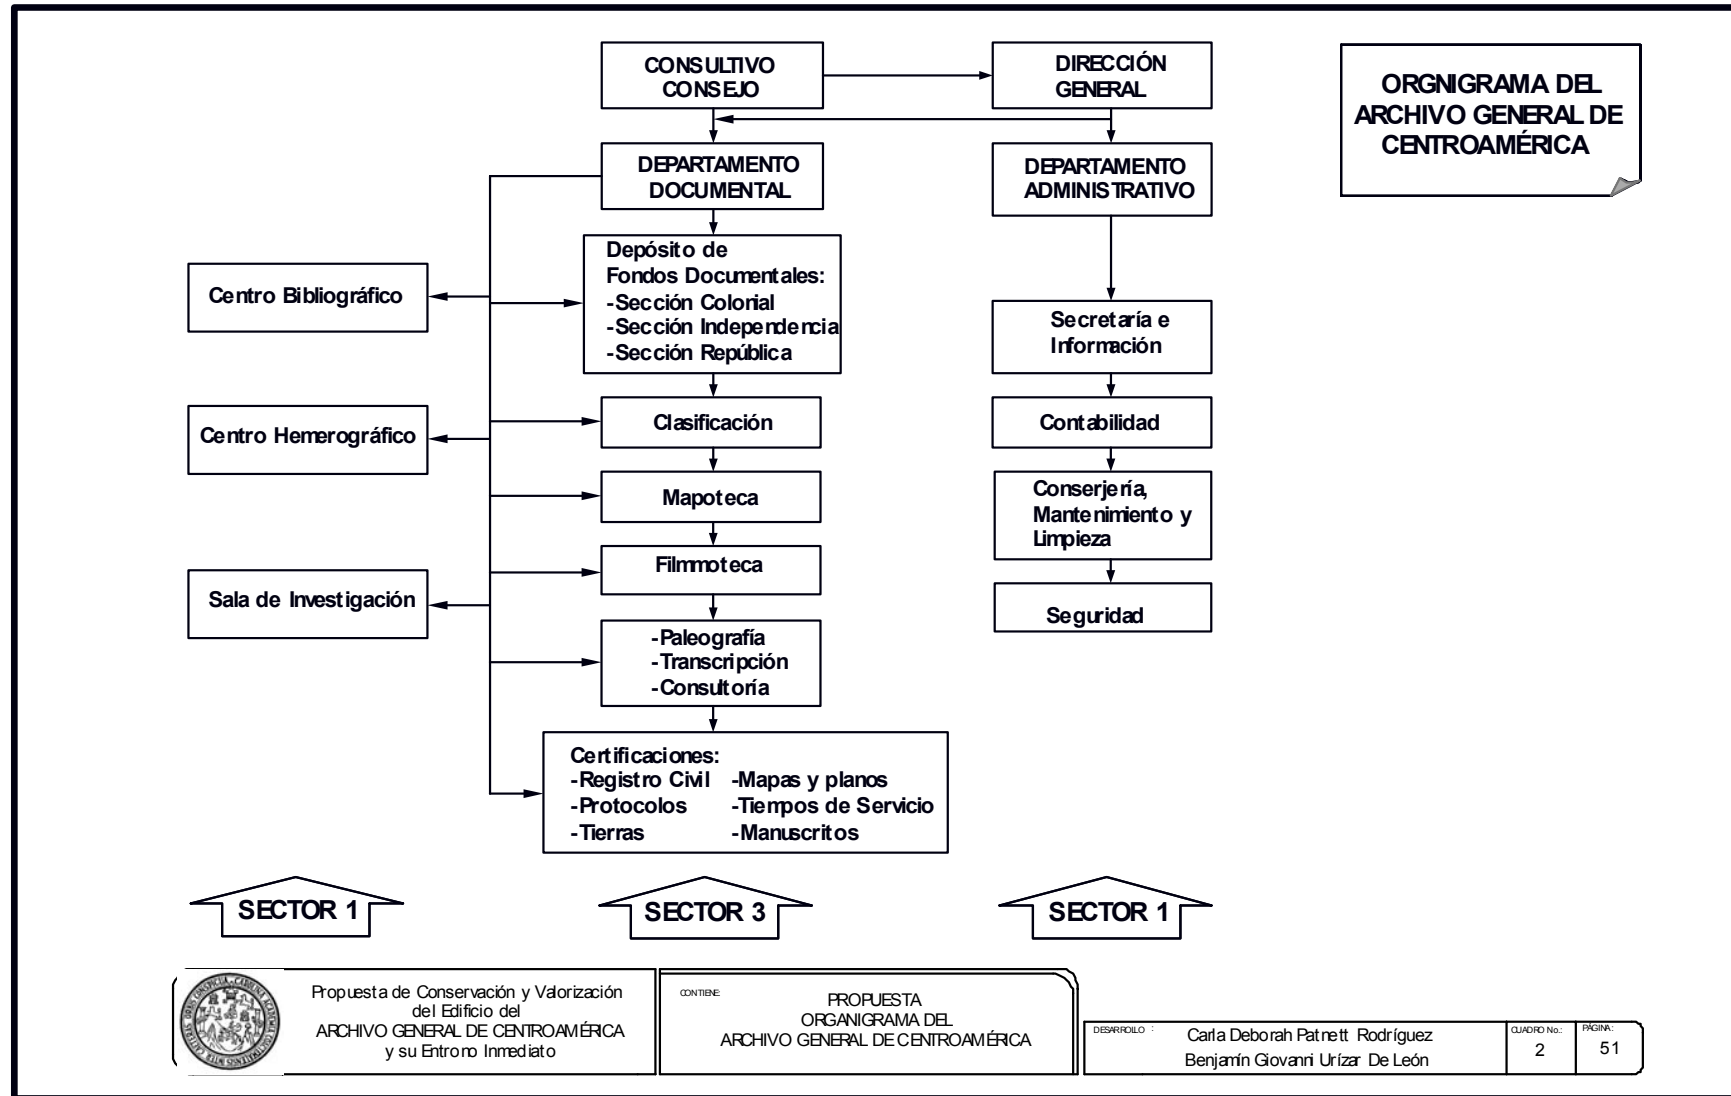 CONSULTIVO
CONSEJO
DIRECCIÓN
GENERAL
ORGNIGRAMA DEL
ARCHIVO GENERAL DE
CENTROAMÉRICA
DEPARTAMENTO
DOCUMENTAL
DEPARTAMENTO
ADMINISTRATIVO
Centro Bibliográfico
Centro Hemerográfico
Sala de Investigación
Depósito de
Fondos Documentales:
-Sección Colonial
-Sección Independencia
-Sección República
Clasificación
Mapoteca
Filmmoteca
-Paleografía
-Transcripción
-Consultoría
Certificaciones:
-Registro Civil -Mapas y planos
-Protocolos -Tiempos de Servicio
-Tierras -Manuscritos
Secretaría e
Información
Contabilidad
Conserjería,
Mantenimiento y
Limpieza
Seguridad
SECTOR 1
SECTOR 3
SECTOR 1
Propuesta de Conservación y Valorización
del Edificio del
ARCHIVO GENERAL DE CENTROAMÉRICA
y su Entrono Inmediato
CONTIENE:
PROPUESTA
ORGANIGRAMA DEL
ARCHIVO GENERAL DE CENTROAMÉRICA
DESARROLLO :
Carla Deborah Patnett Rodríguez
Benjamín Giovanni Urízar De León
CUADRO No.:
2
PÁGINA:
51